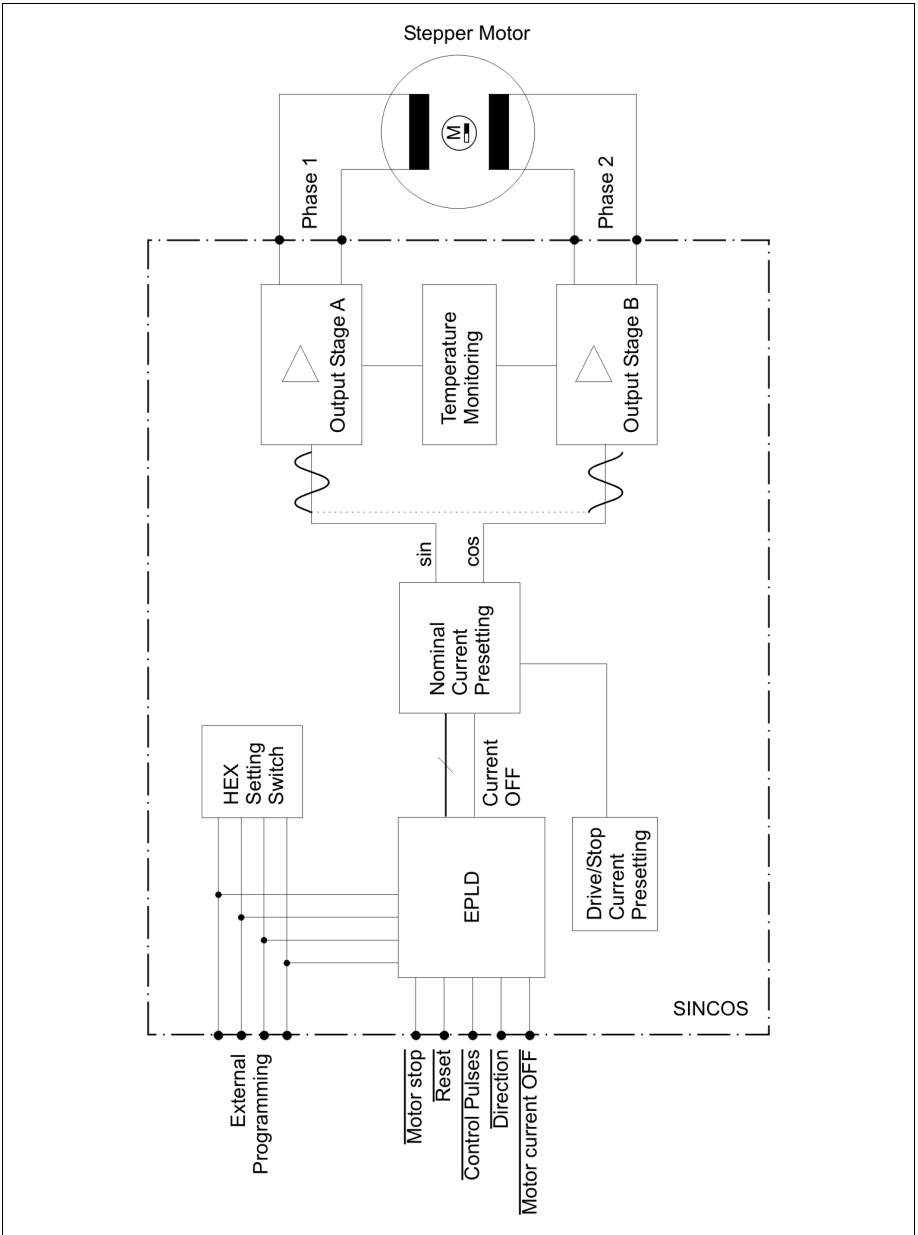 Stepper Motor
M
Phase 1
Phase 2
Output Stage A
Temperature
Monitoring
Output Stage B
sin
cos
Nominal
Current
Presetting
HEX
Setting
Switch
Current
OFF
EPLD
Drive/Stop
Current
Presetting
SINCOS
External
Programming
Motor stop
Reset
Control Pulses
Direction
Motor current OFF